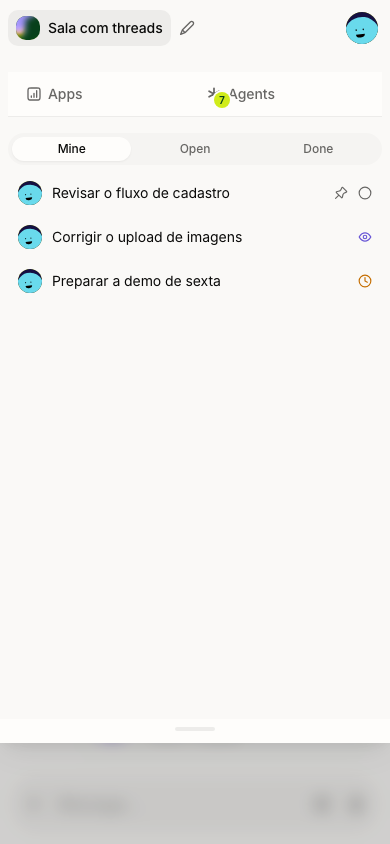 Sala com threads
Apps
7
Agents
Mine
Open
Done
Revisar o fluxo de cadastro
Corrigir o upload de imagens
Preparar a demo de sexta